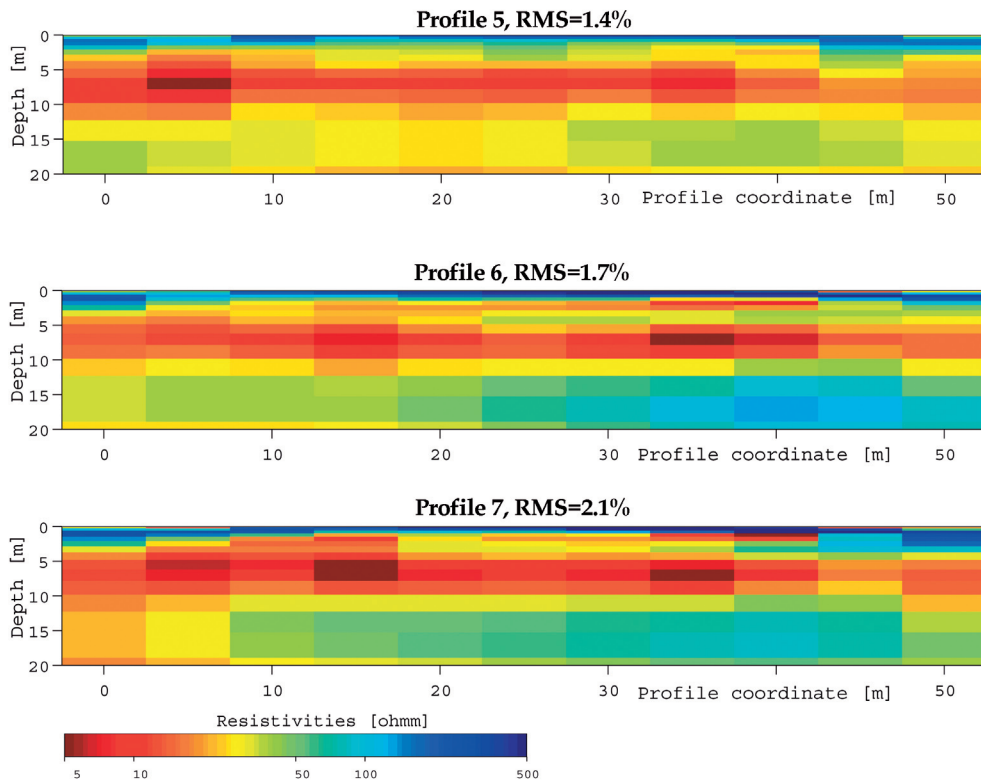 Profile 5, RMS=1.4%
Depth [m]
0
5
10
15
20
0 10 20 30 Profile coordinate [m] 50
Profile 6, RMS=1.7%
Depth [m]
0
5
10
15
20
0 10 20 30 Profile coordinate [m] 50
Profile 7, RMS=2.1%
Depth [m]
0
5
10
15
20
0 10 20 30 Profile coordinate [m] 50
Resistivities [ohmm]
5 10 50 100 500